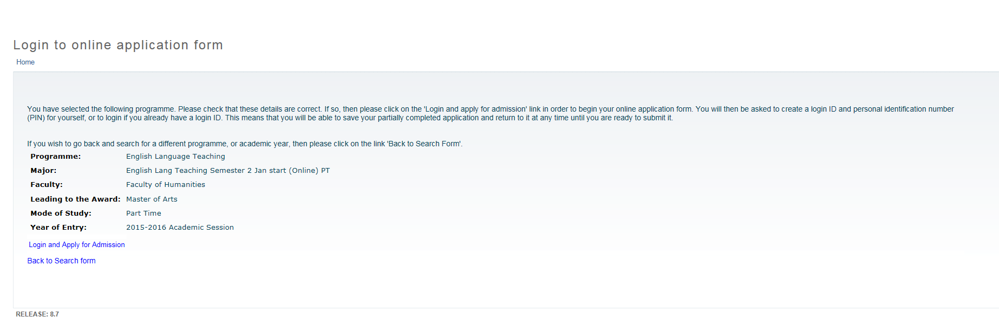 Login to online application form
Home
You have selected the following programme. Please check that these details are correct. If so, then please click on the 'Login and apply for admission' link in order to begin your online application form. You will then be asked to create a login ID and personal identification number
(PIN) for yourself, or to login if you already have a login ID. This means that you will be able to save your partially completed application and return to it at any time until you are ready to submit it.
If you wish to go back and search for a different programme, or academic year, then please click on the link 'Back to Search Form'.
Programme: English Language Teaching
Major: English Lang Teaching Semester 2 Jan start (Online) PT
Faculty: Faculty of Humanities
Leading to the Award: Master of Arts
Mode of Study: Part Time
Year of Entry: 2015-2016 Academic Session
Login and Apply for Admission
Back to Search form
RELEASE: 8.7